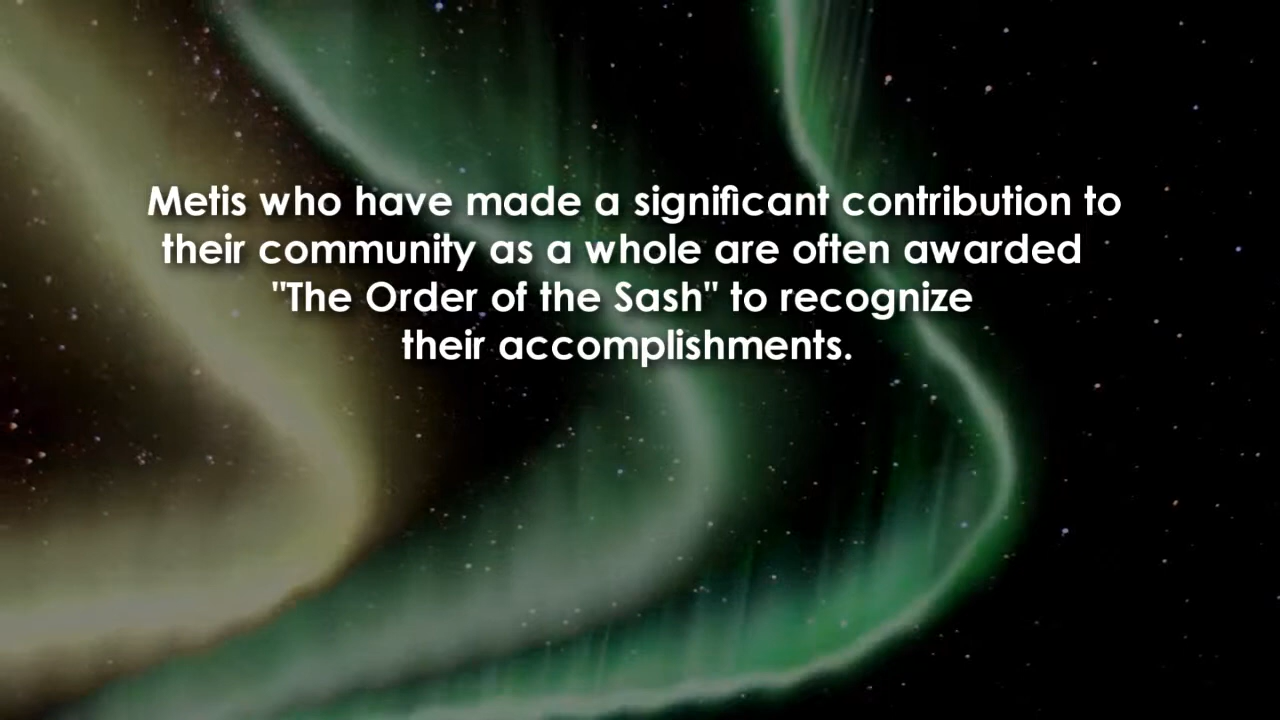 Metis who have made a significant contribution to
their community as a whole are often awarded
"The Order of the Sash" to recognize
their accomplishments.